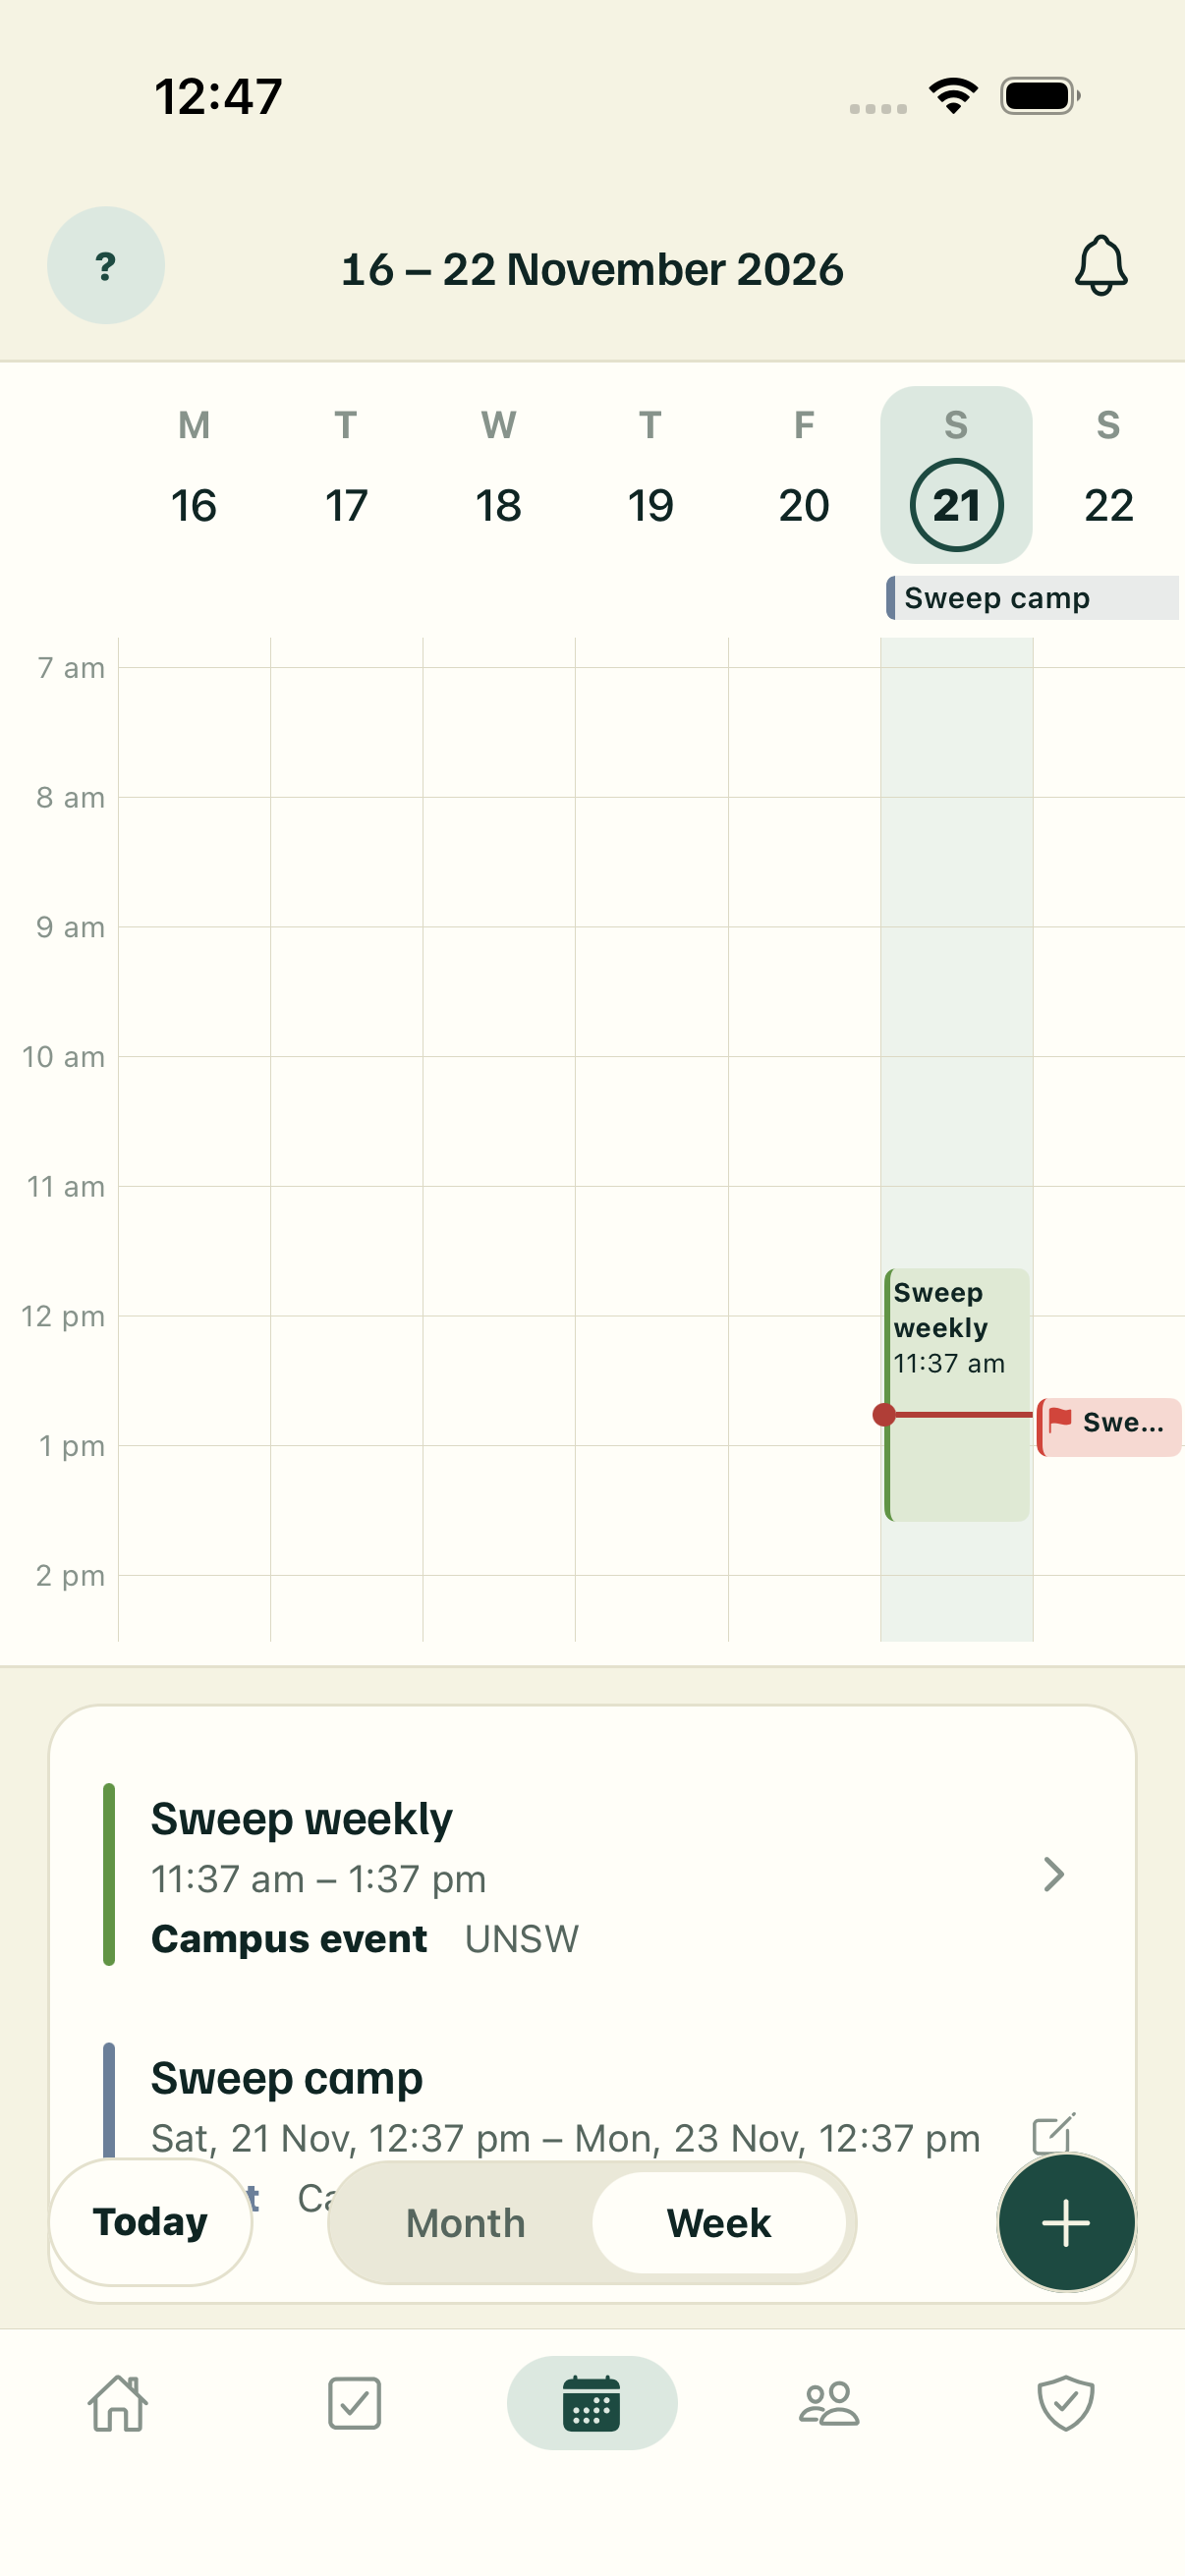 12:47
?
16 – 22 November 2026
M T W T F S S
16 17 18 19 20 21 22
Sweep camp
7 am
8 am
9 am
10 am
11 am
12 pm
Sweep
weekly
11:37 am
Swe...
1 pm
2 pm
Sweep weekly
11:37 am – 1:37 pm
Campus event UNSW
Sweep camp
Sat, 21 Nov, 12:37 pm – Mon, 23 Nov, 12:37 pm
Today Month Week